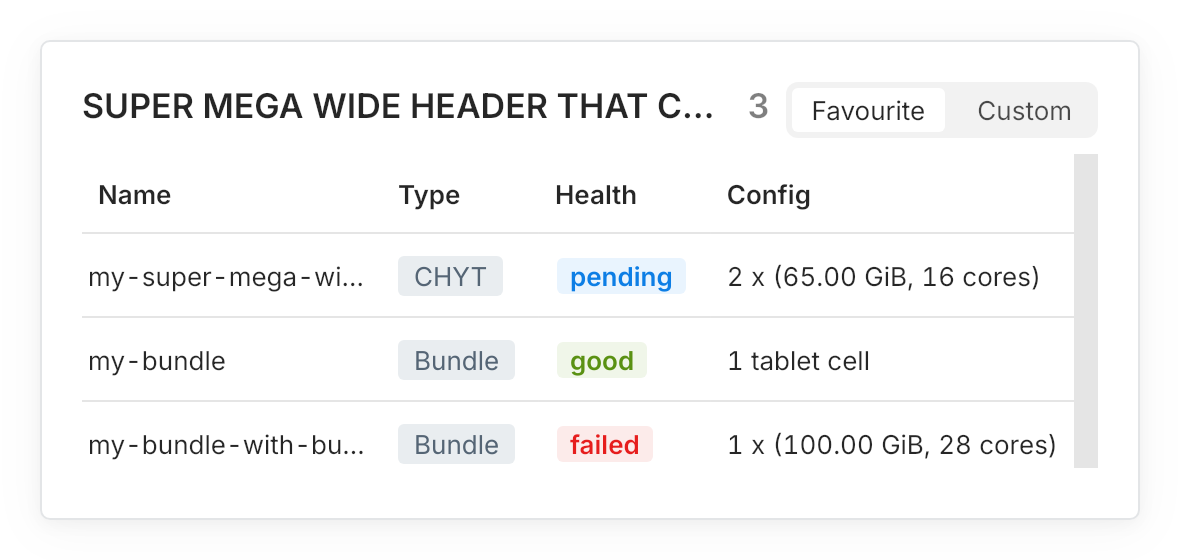 SUPER MEGA WIDE HEADER THAT C... 3 Favourite Custom
Name Type Health Config
my-super-mega-wi... CHYT pending 2 x (65.00 GiB, 16 cores)
my-bundle Bundle good 1 tablet cell
my-bundle-with-bu... Bundle failed 1 x (100.00 GiB, 28 cores)